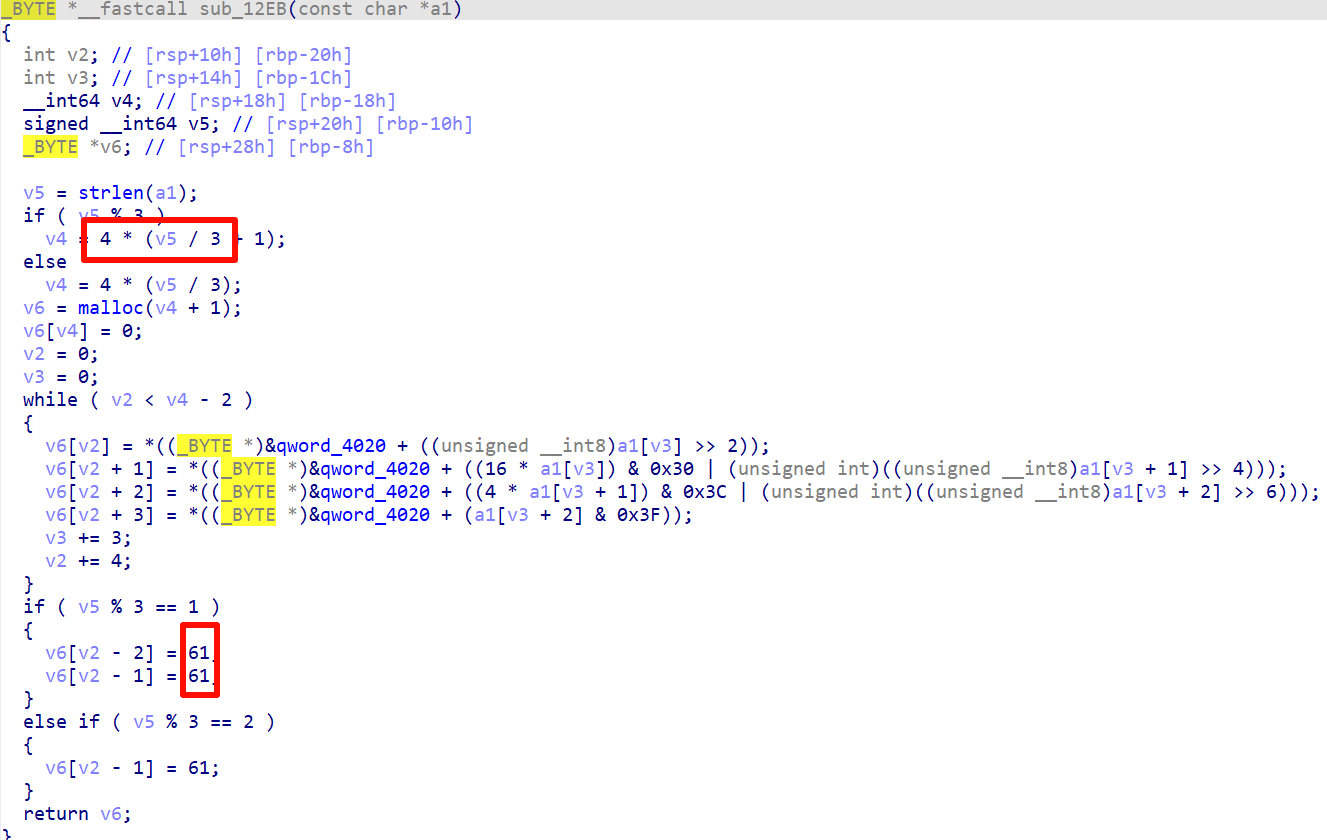 _BYTE *__fastcall sub_12EB(const char *a1)
{
  int v2; // [rsp+10h] [rbp-20h]
  int v3; // [rsp+14h] [rbp-1Ch]
  __int64 v4; // [rsp+18h] [rbp-18h]
  signed __int64 v5; // [rsp+20h] [rbp-10h]
  _BYTE *v6; // [rsp+28h] [rbp-8h]

  v5 = strlen(a1);
  if ( v5 % 3 )
    v4 = 4 * (v5 / 3 + 1);
  else
    v4 = 4 * (v5 / 3);
  v6 = malloc(v4 + 1);
  v6[v4] = 0;
  v2 = 0;
  v3 = 0;
  while ( v2 < v4 - 2 )
  {
    v6[v2] = *((_BYTE *)&qword_4020 + ((unsigned __int8)a1[v3] >> 2));
    v6[v2 + 1] = *((_BYTE *)&qword_4020 + ((16 * a1[v3]) & 0x30 | (unsigned int)((unsigned __int8)a1[v3 + 1] >> 4)));
    v6[v2 + 2] = *((_BYTE *)&qword_4020 + ((4 * a1[v3 + 1]) & 0x3C | (unsigned int)((unsigned __int8)a1[v3 + 2] >> 6)));
    v6[v2 + 3] = *((_BYTE *)&qword_4020 + (a1[v3 + 2] & 0x3F));
    v3 += 3;
    v2 += 4;
  }
  if ( v5 % 3 == 1 )
  {
    v6[v2 - 2] = 61;
    v6[v2 - 1] = 61;
  }
  else if ( v5 % 3 == 2 )
  {
    v6[v2 - 1] = 61;
  }
  return v6;
}